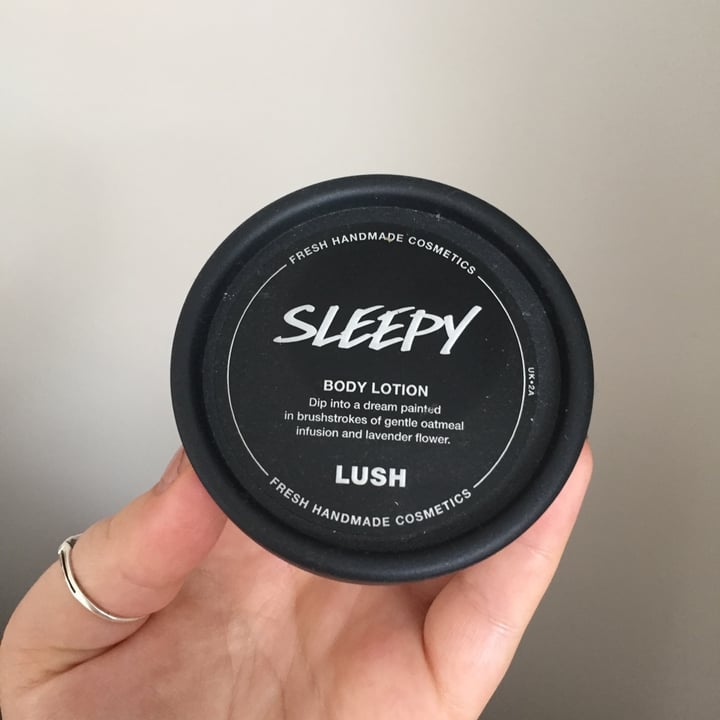 FRESH HANDMADE COSMETICS
SLEEPY
BODY LOTION
Dip into a dream painted
in brushstrokes of gentle oatmeal
infusion and lavender flower.
UK•2A
LUSH
FRESH HANDMADE COSMETICS